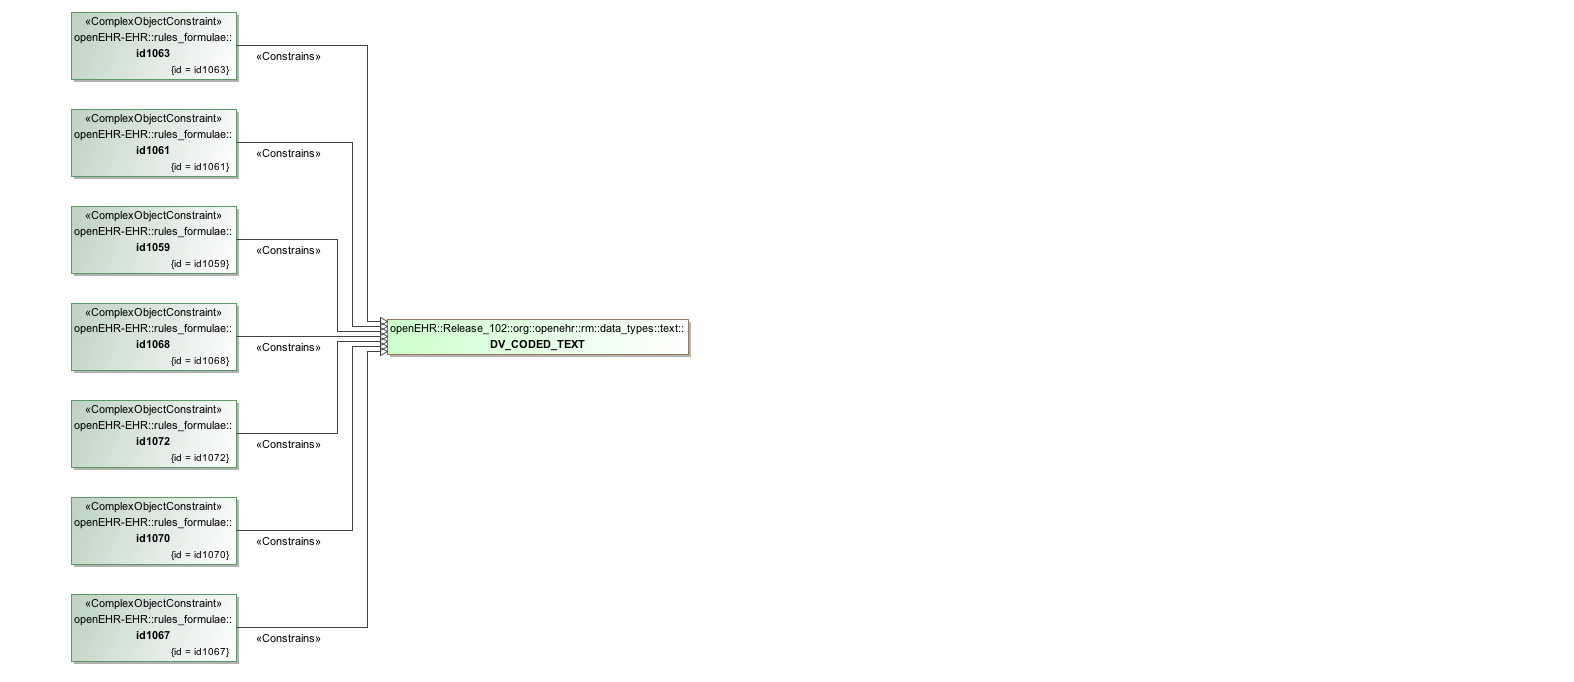 «ComplexObjectConstraint»
openEHR-EHR::rules_formulae::
id1063
{id = id1063}
«Constrains»
«ComplexObjectConstraint»
openEHR-EHR::rules_formulae::
id1061
{id = id1061}
«Constrains»
«ComplexObjectConstraint»
openEHR-EHR::rules_formulae::
id1059
{id = id1059}
«Constrains»
«ComplexObjectConstraint»
openEHR-EHR::rules_formulae::
id1068
{id = id1068}
«Constrains»
openEHR::Release_102::org::openehr::rm::data_types::text::
DV_CODED_TEXT
«ComplexObjectConstraint»
openEHR-EHR::rules_formulae::
id1072
{id = id1072}
«Constrains»
«ComplexObjectConstraint»
openEHR-EHR::rules_formulae::
id1070
{id = id1070}
«Constrains»
«ComplexObjectConstraint»
openEHR-EHR::rules_formulae::
id1067
{id = id1067}
«Constrains»